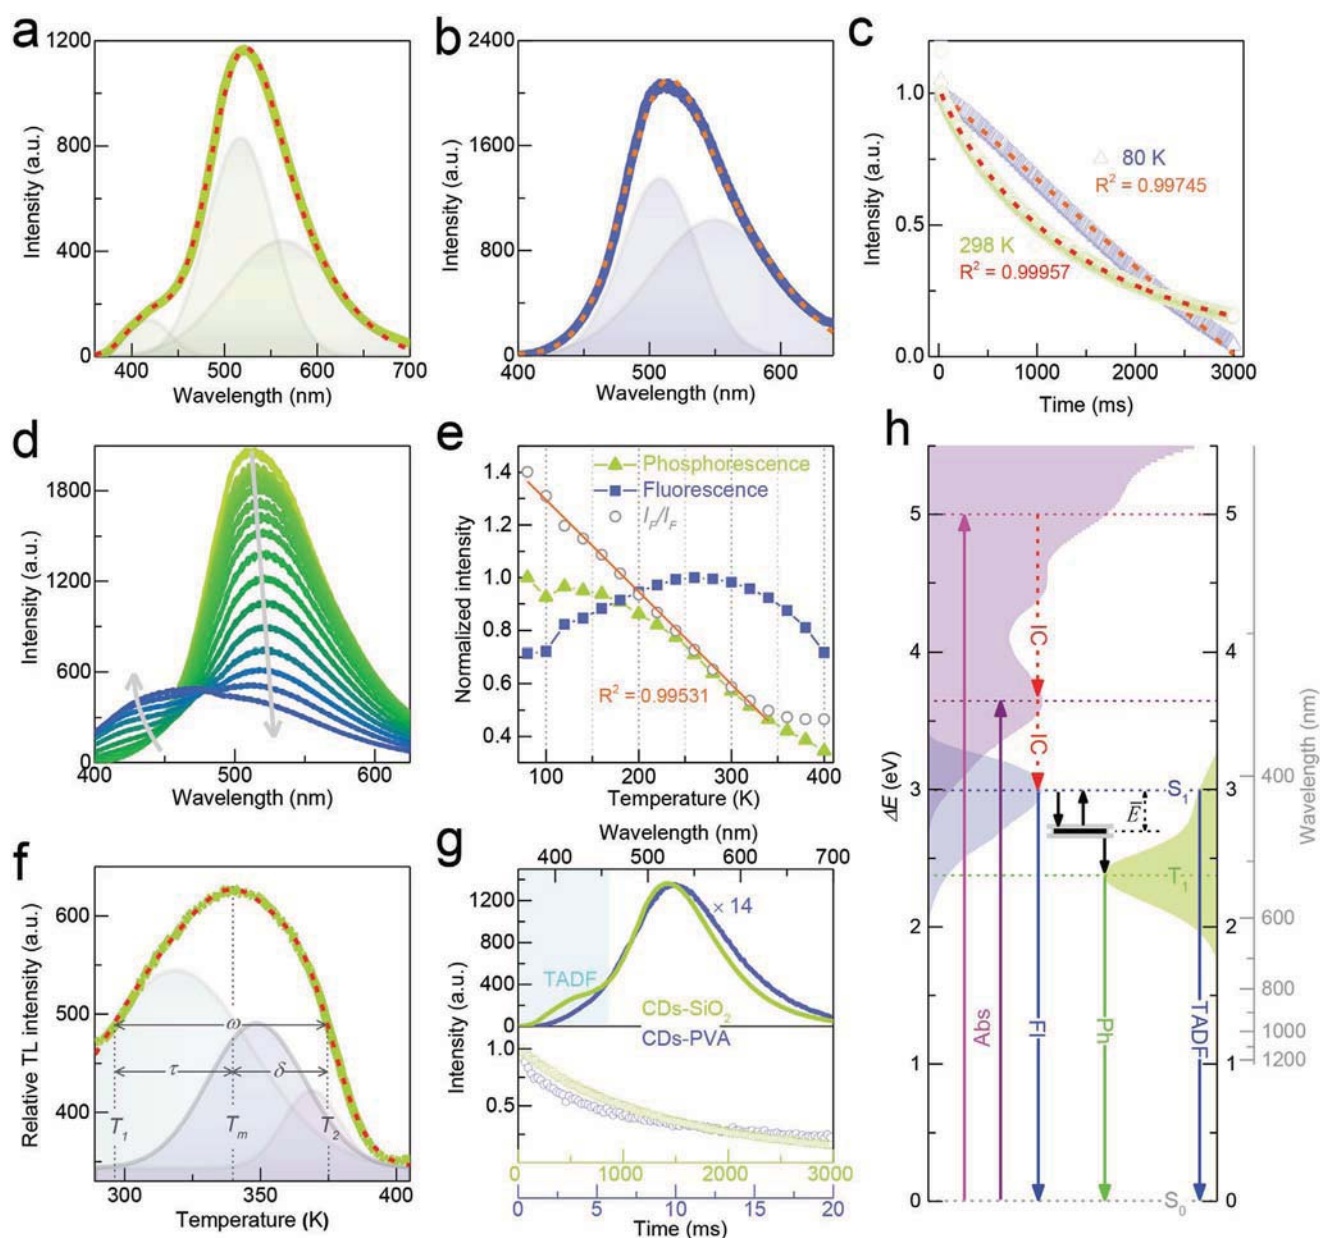 a
1200
800
400
0
Intensity (a.u.)
400 500 600 700
Wavelength (nm)
b
2400
1600
800
0
Intensity (a.u.)
400 500 600
Wavelength (nm)
c
1.0
0.5
0.0
Intensity (a.u.)
80 K
R² = 0.99745
298 K
R² = 0.99957
0 1000 2000 3000
Time (ms)
d
1800
1200
600
0
Intensity (a.u.)
400 500 600
Wavelength (nm)
e
1.4
1.2
1.0
0.8
0.6
0.4
Normalized intensity
Phosphorescence
Fluorescence
I_P/I_F
R² = 0.99531
100 200 300 400
Temperature (K)
f
600
500
400
Relative TL intensity (a.u.)
ω
τ δ
T₁ Tₘ T₂
300 350 400
Temperature (K)
g
Wavelength (nm)
400 500 600 700
1200
800
400
0
1.0
0.5
Intensity (a.u.)
× 14
TADF
CDs-SiO₂
CDs-PVA
0 1000 2000 3000
0 5 10 15 20
Time (ms)
h
5
4
3
2
1
0
ΔE (eV)
IC
IC
S₁
E̅
T₁
Abs
Fl
Ph
TADF
S₀
5
4
3
2
1
0
400
600
800
1000
1200
Wavelength (nm)